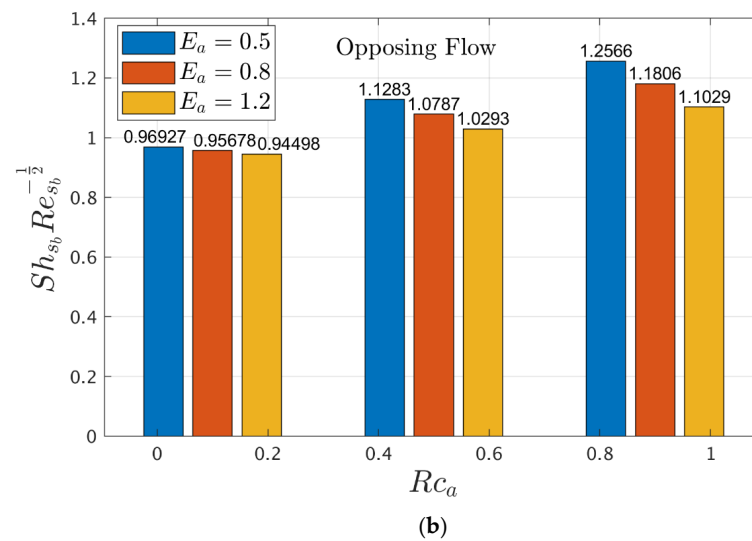 1.4
1.2
1
0.8
0.6
0.4
0.2
0
E_a = 0.5
E_a = 0.8
E_a = 1.2
Opposing Flow
0.96927
0.95678
0.94498
1.1283
1.0787
1.0293
1.2566
1.1806
1.1029
Sh_{s_b} Re_{s_b}^{-\frac{1}{2}}
0 0.2 0.4 0.6 0.8 1
Rc_a
(b)